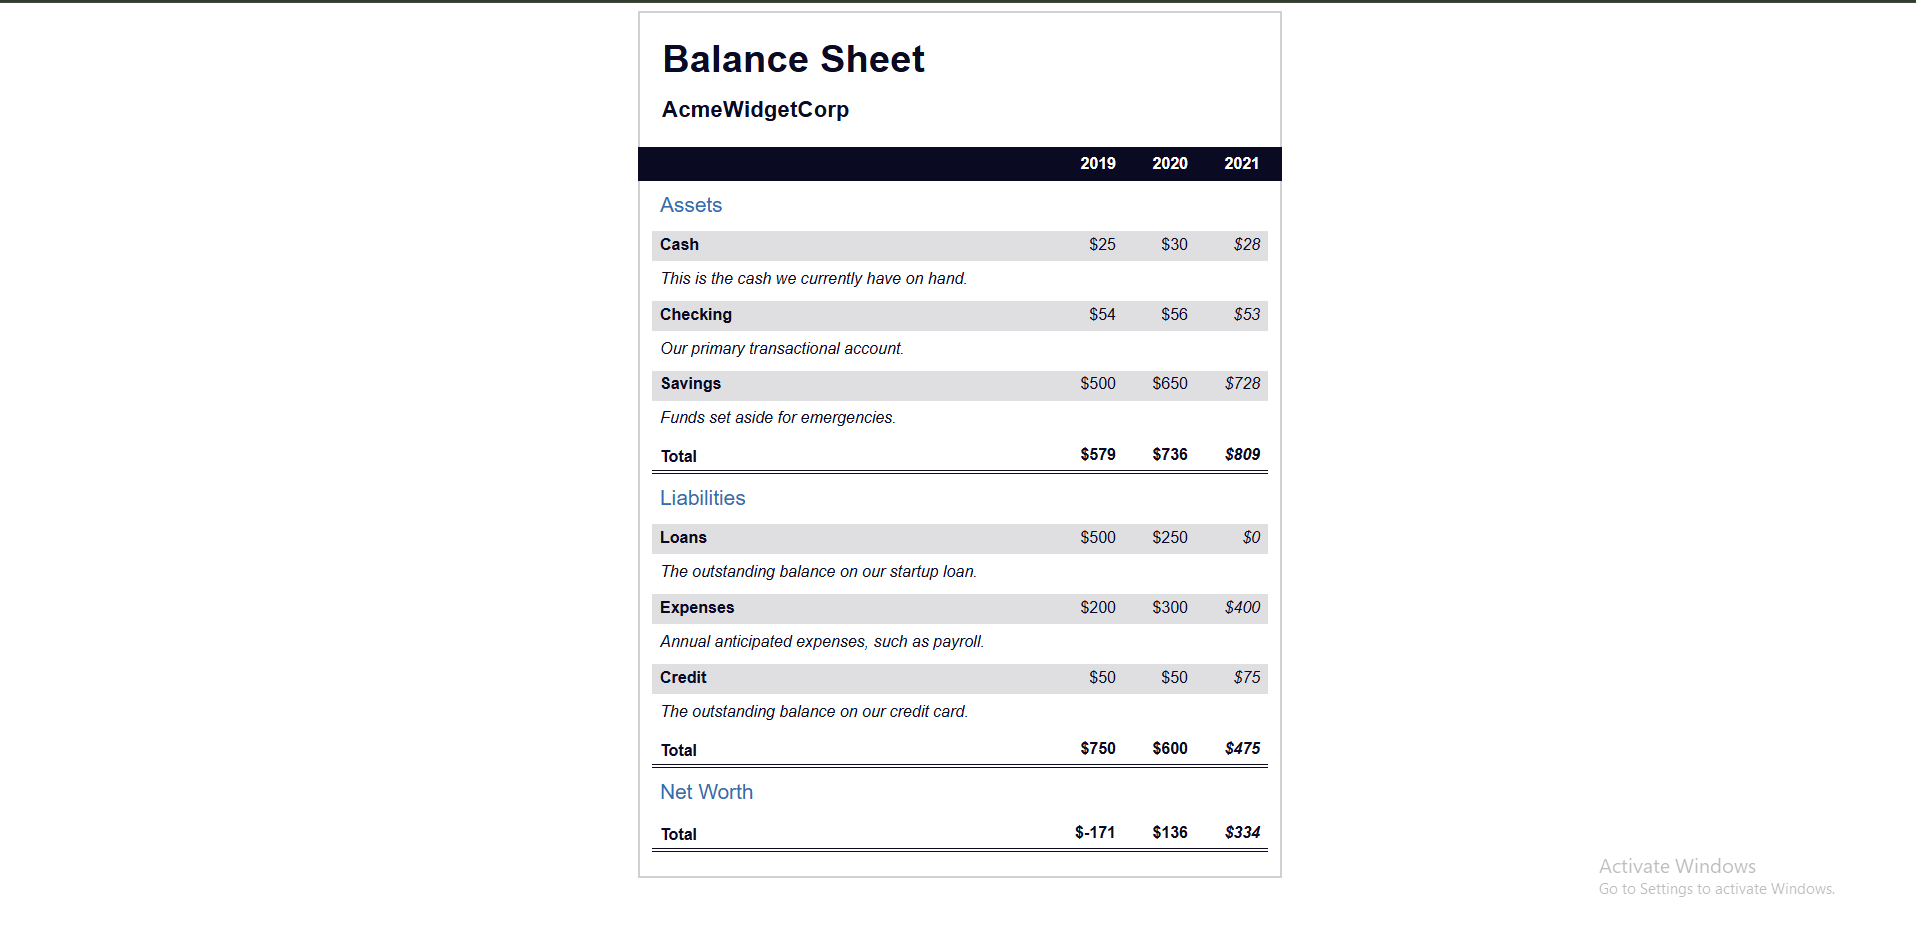 Balance Sheet
AcmeWidgetCorp
2019 2020 2021
Assets
Cash $25 $30 $28
This is the cash we currently have on hand.
Checking $54 $56 $53
Our primary transactional account.
Savings $500 $650 $728
Funds set aside for emergencies.
Total $579 $736 $809
Liabilities
Loans $500 $250 $0
The outstanding balance on our startup loan.
Expenses $200 $300 $400
Annual anticipated expenses, such as payroll.
Credit $50 $50 $75
The outstanding balance on our credit card.
Total $750 $600 $475
Net Worth
Total $-171 $136 $334
Activate Windows
Go to Settings to activate Windows.